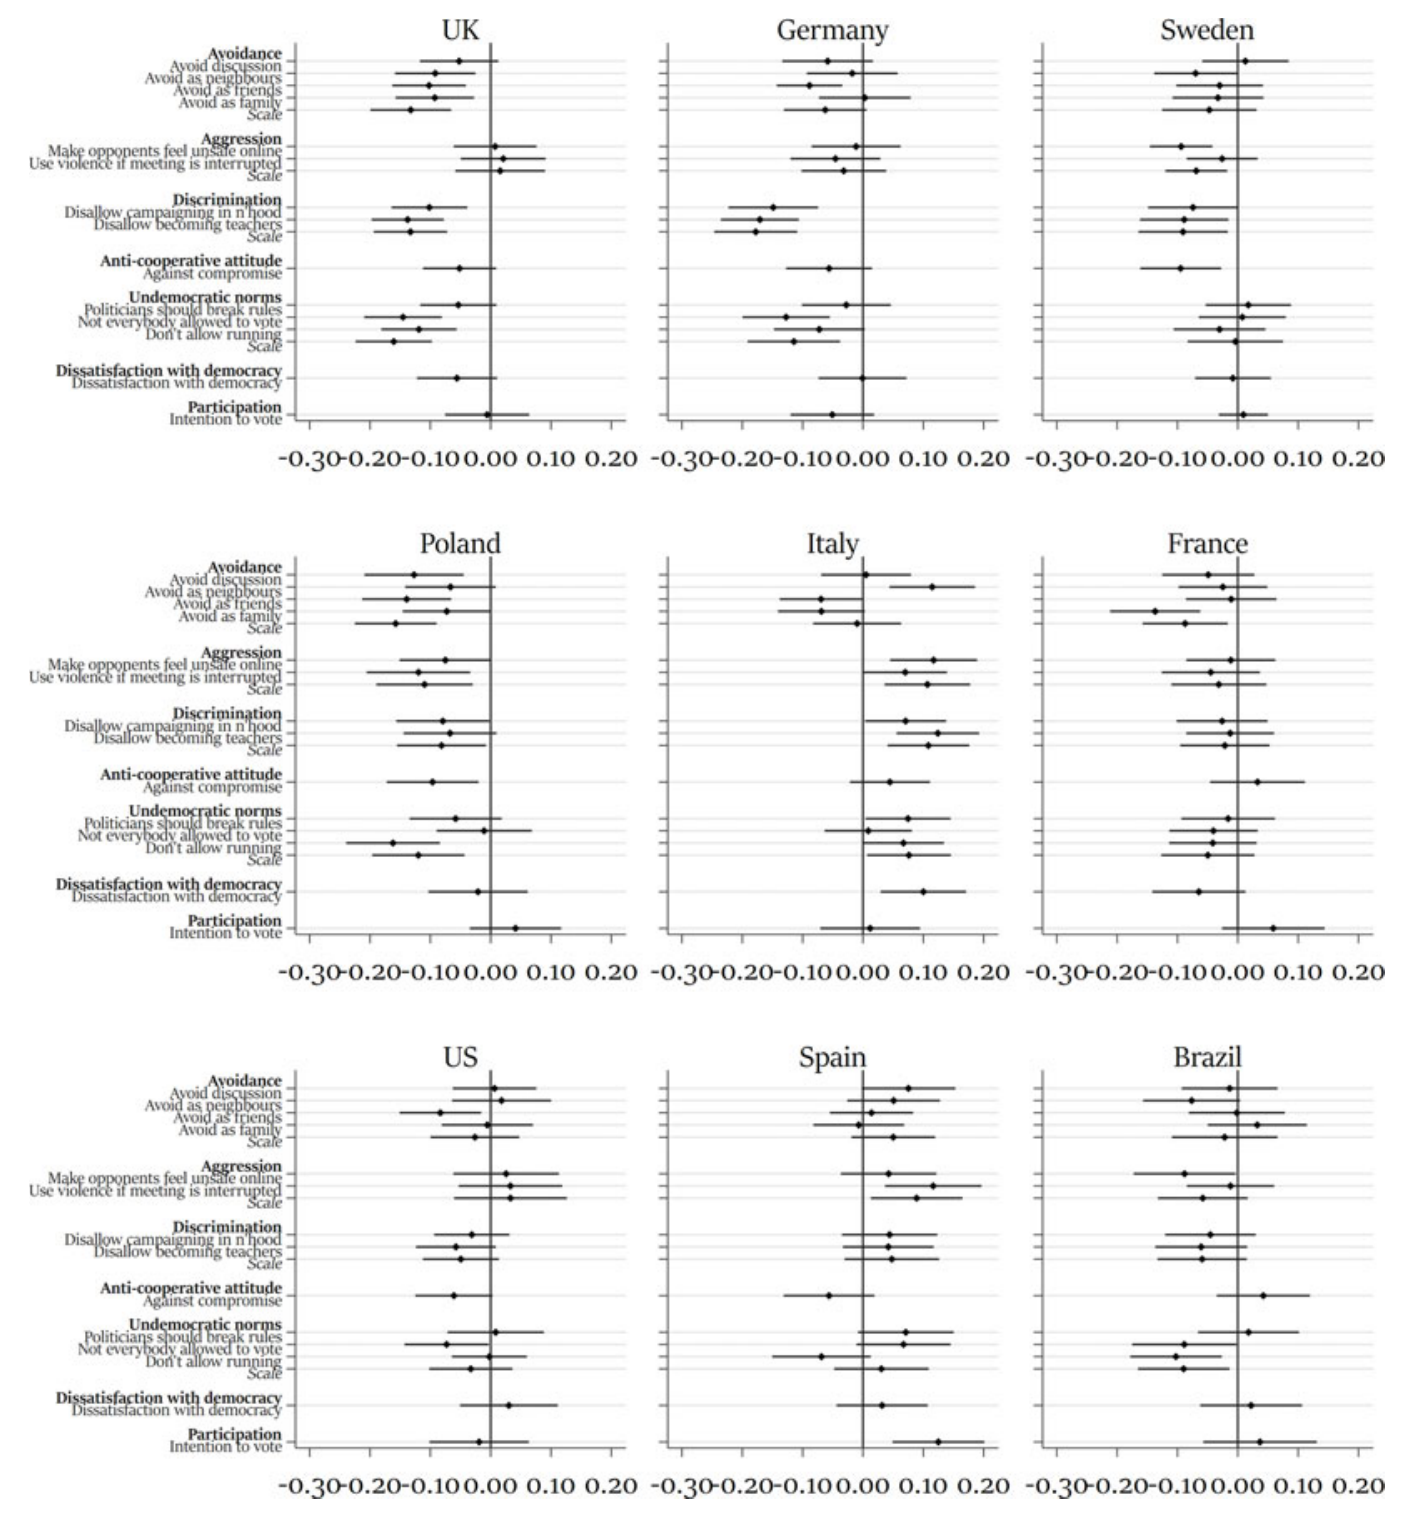 UK
Germany
Sweden
Avoidance
Avoid discussion
Avoid as neighbours
Avoid as friends
Avoid as family
Scale
Aggression
Make opponents feel unsafe online
Use violence if meeting is interrupted
Scale
Discrimination
Disallow campaigning in n'hood
Disallow becoming teachers
Scale
Anti-cooperative attitude
Against compromise
Undemocratic norms
Politicians should break rules
Not everybody allowed to vote
Don't allow running
Scale
Dissatisfaction with democracy
Dissatisfaction with democracy
Participation
Intention to vote
-0.30 -0.20 -0.10 0.00 0.10 0.20
-0.30 -0.20 -0.10 0.00 0.10 0.20
-0.30 -0.20 -0.10 0.00 0.10 0.20
Poland
Italy
France
Avoidance
Avoid discussion
Avoid as neighbours
Avoid as friends
Avoid as family
Scale
Aggression
Make opponents feel unsafe online
Use violence if meeting is interrupted
Scale
Discrimination
Disallow campaigning in n'hood
Disallow becoming teachers
Scale
Anti-cooperative attitude
Against compromise
Undemocratic norms
Politicians should break rules
Not everybody allowed to vote
Don't allow running
Scale
Dissatisfaction with democracy
Dissatisfaction with democracy
Participation
Intention to vote
-0.30 -0.20 -0.10 0.00 0.10 0.20
-0.30 -0.20 -0.10 0.00 0.10 0.20
-0.30 -0.20 -0.10 0.00 0.10 0.20
US
Spain
Brazil
Avoidance
Avoid discussion
Avoid as neighbours
Avoid as friends
Avoid as family
Scale
Aggression
Make opponents feel unsafe online
Use violence if meeting is interrupted
Scale
Discrimination
Disallow campaigning in n'hood
Disallow becoming teachers
Scale
Anti-cooperative attitude
Against compromise
Undemocratic norms
Politicians should break rules
Not everybody allowed to vote
Don't allow running
Scale
Dissatisfaction with democracy
Dissatisfaction with democracy
Participation
Intention to vote
-0.30 -0.20 -0.10 0.00 0.10 0.20
-0.30 -0.20 -0.10 0.00 0.10 0.20
-0.30 -0.20 -0.10 0.00 0.10 0.20